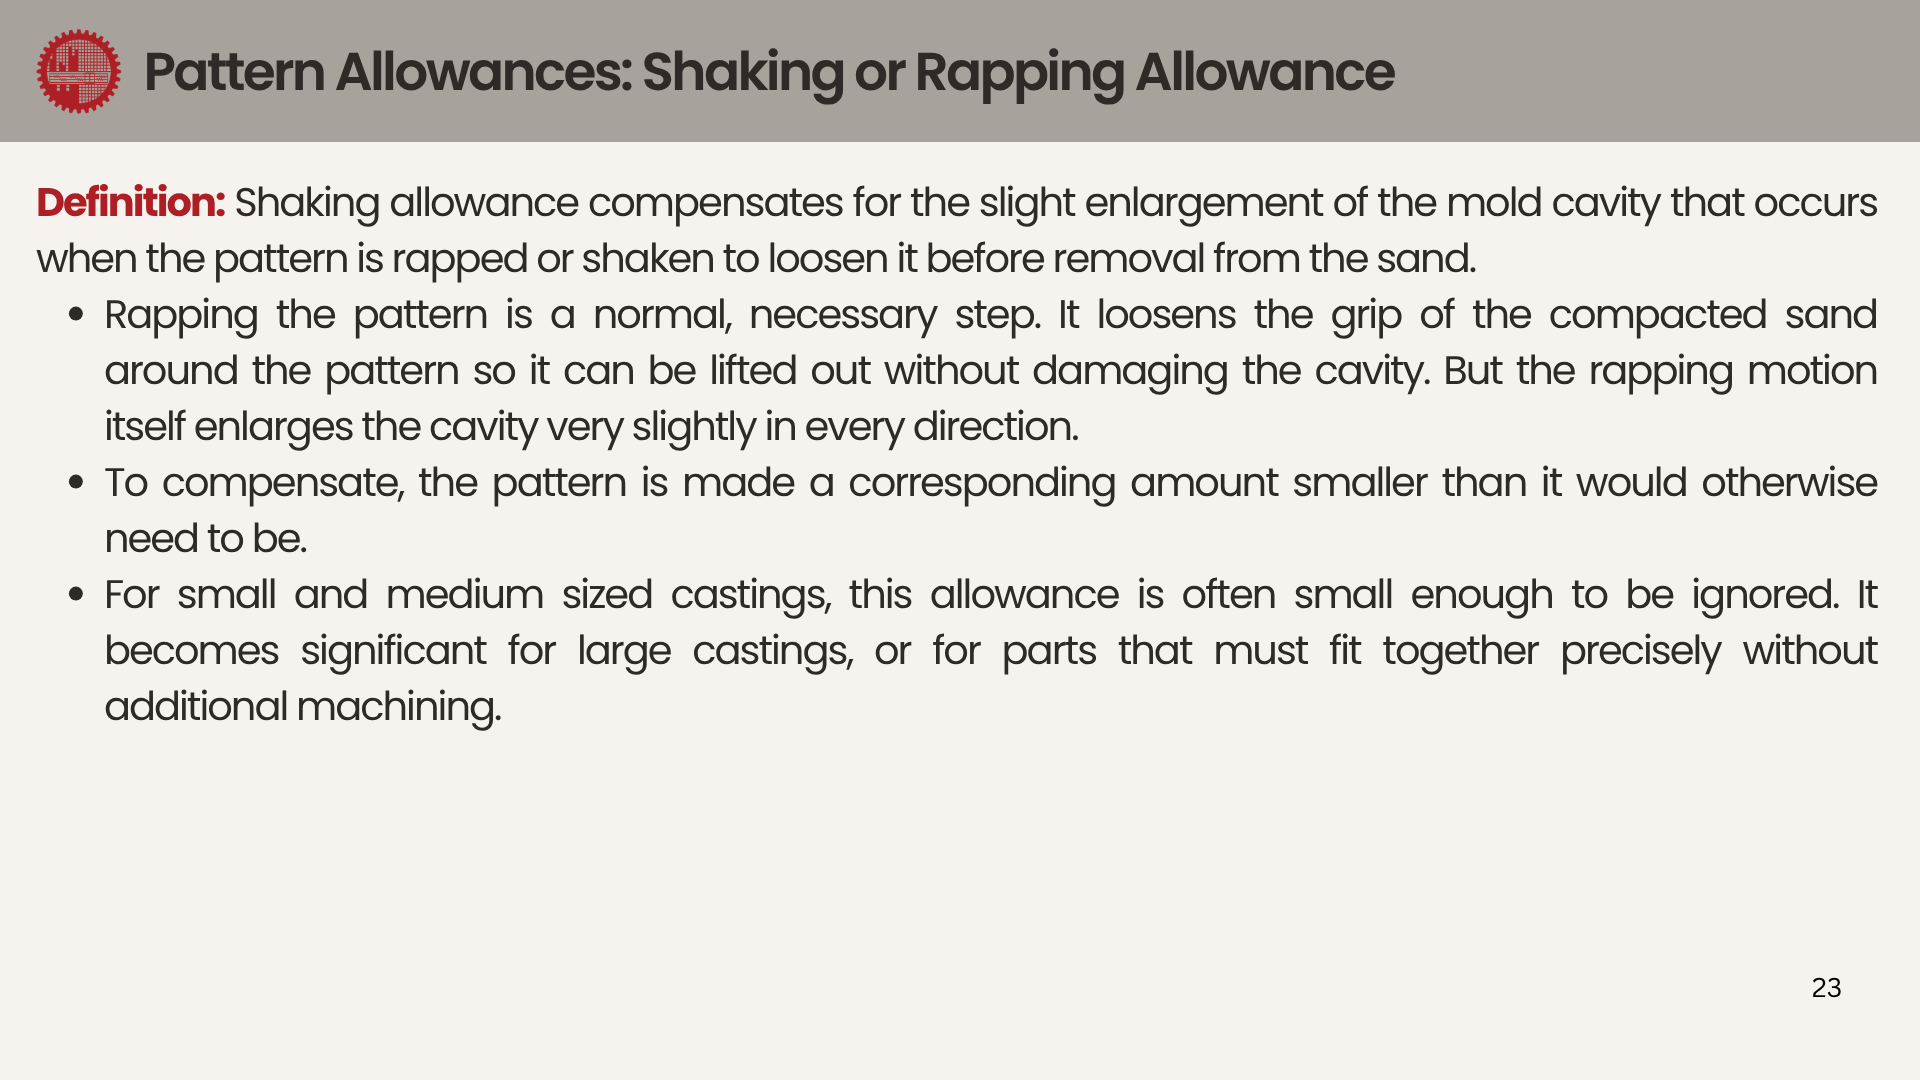 Pattern Allowances: Shaking or Rapping Allowance
Definition: Shaking allowance compensates for the slight enlargement of the mold cavity that occurs
when the pattern is rapped or shaken to loosen it before removal from the sand.
• Rapping the pattern is a normal, necessary step. It loosens the grip of the compacted sand
around the pattern so it can be lifted out without damaging the cavity. But the rapping motion
itself enlarges the cavity very slightly in every direction.
• To compensate, the pattern is made a corresponding amount smaller than it would otherwise
need to be.
• For small and medium sized castings, this allowance is often small enough to be ignored. It
becomes significant for large castings, or for parts that must fit together precisely without
additional machining.
23